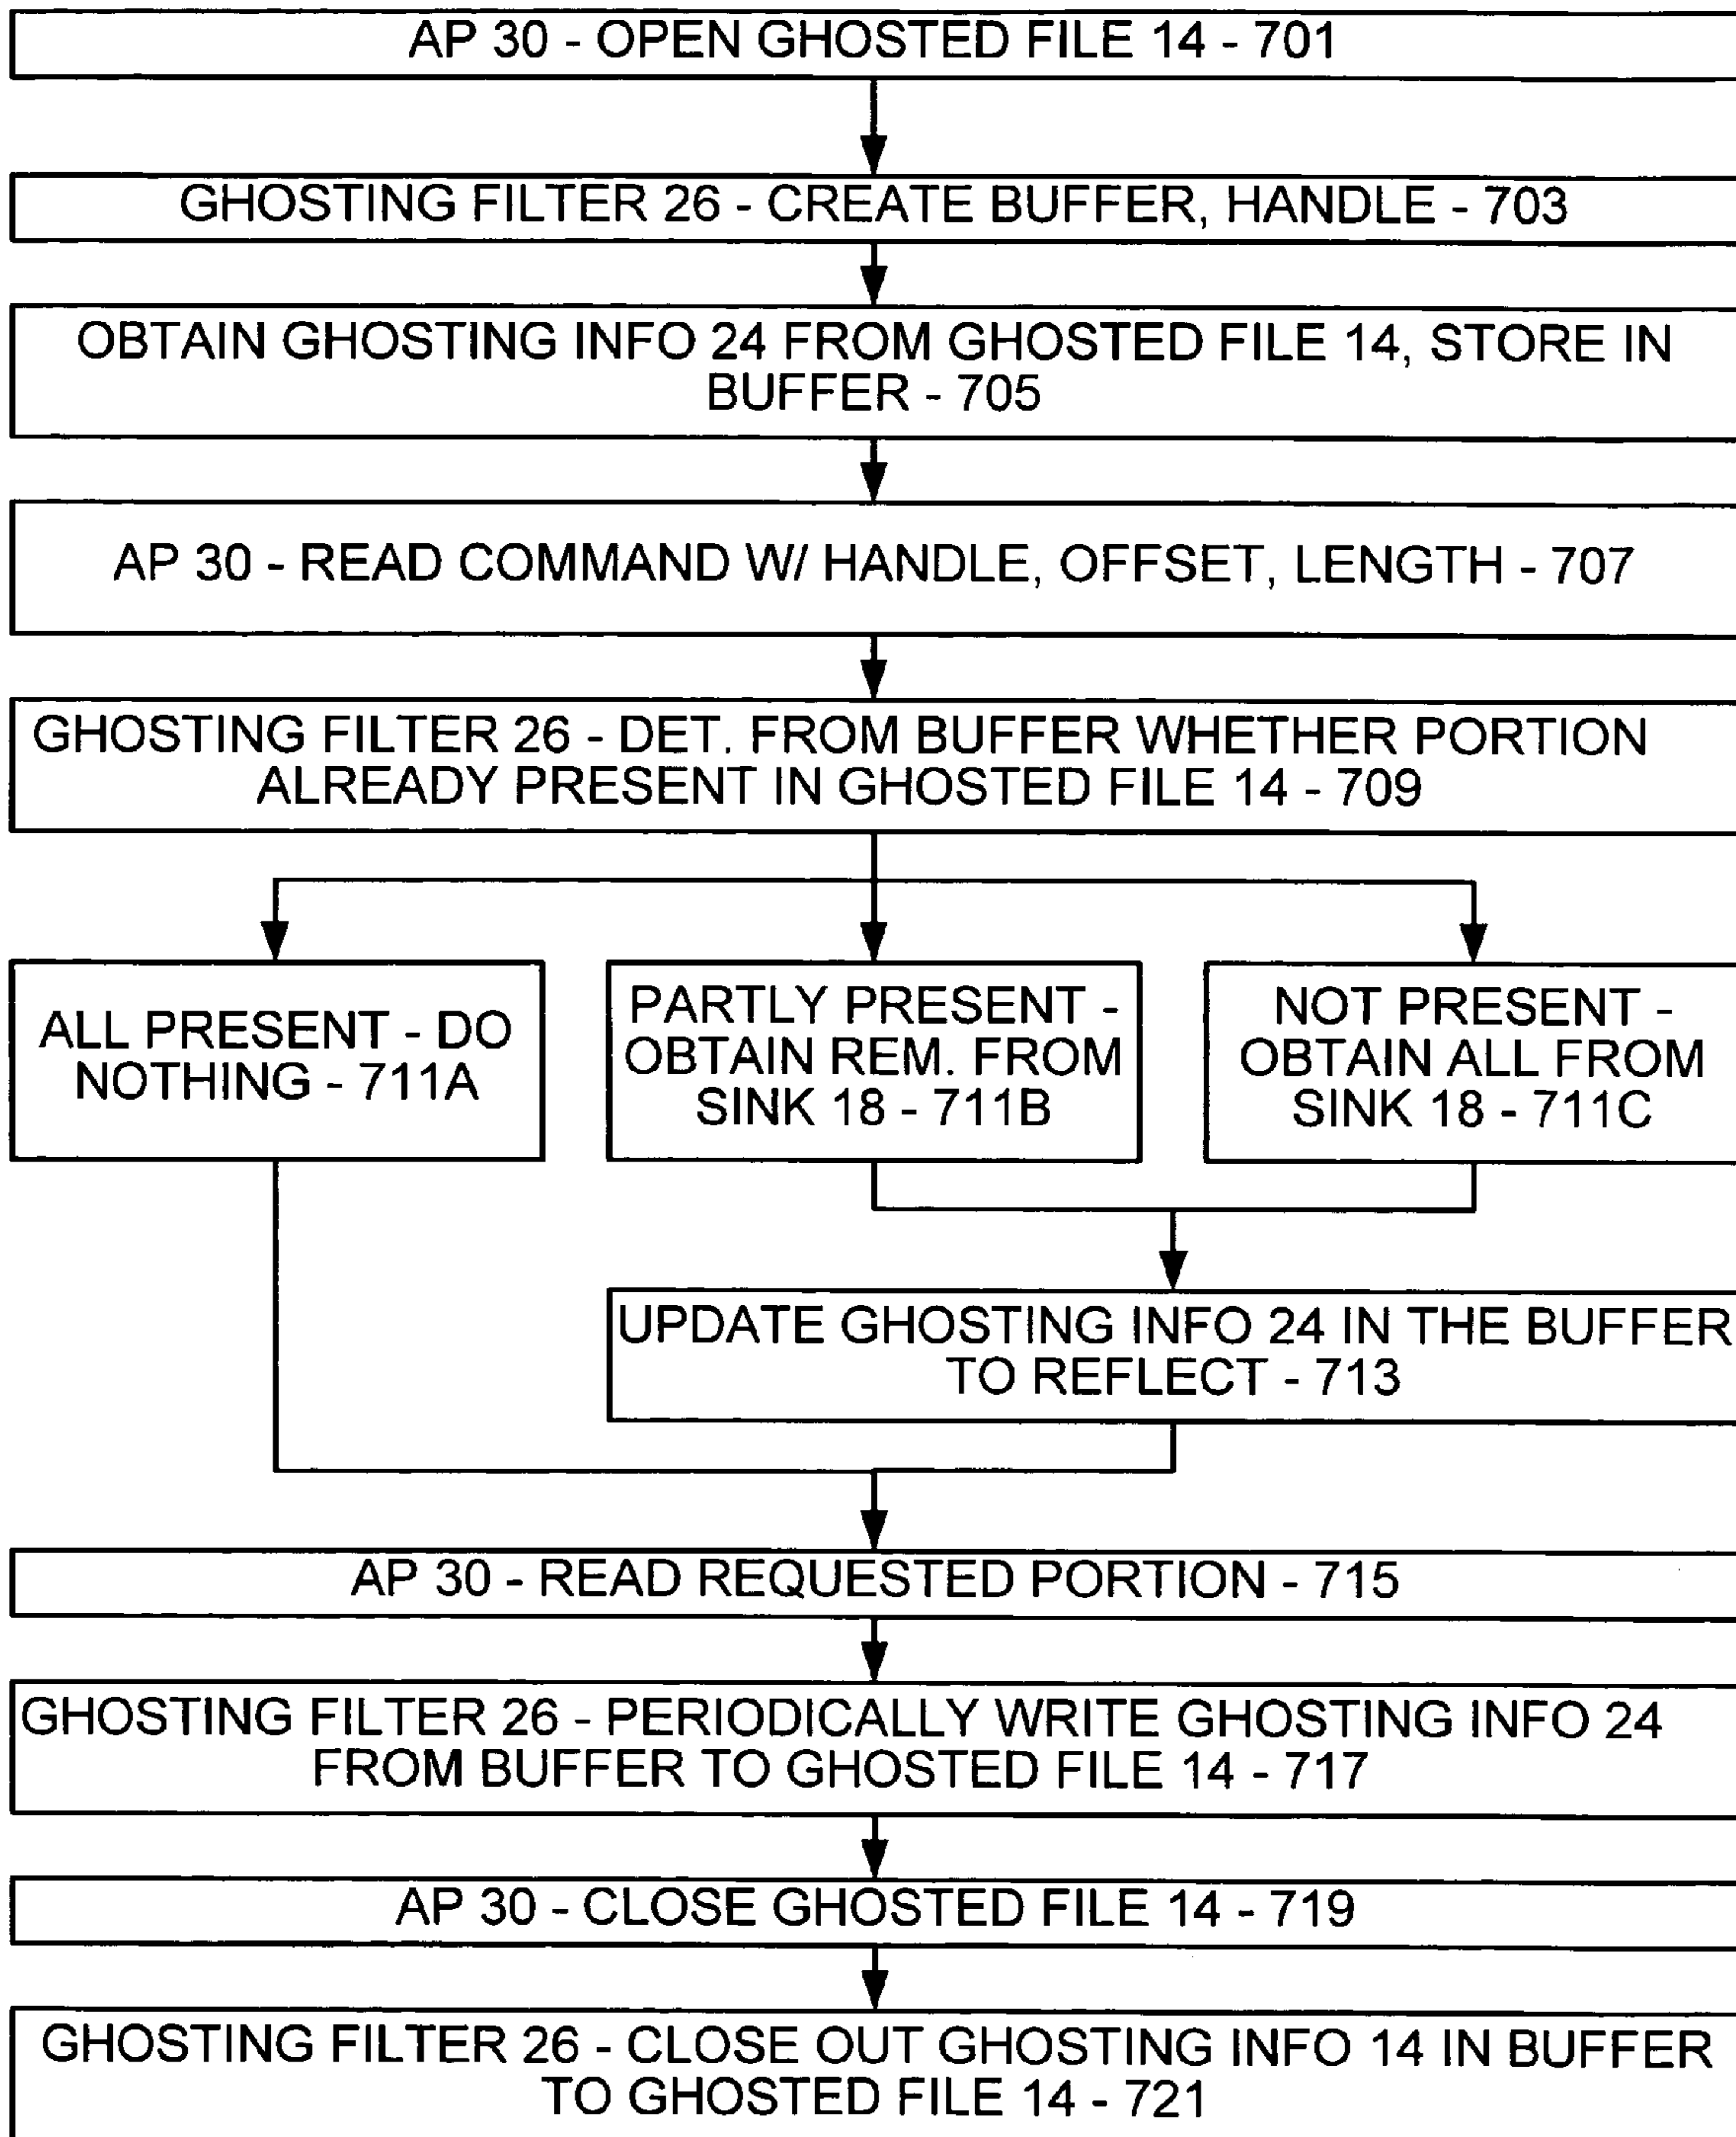 AP 30 - OPEN GHOSTED FILE 14 - 701
GHOSTING FILTER 26 - CREATE BUFFER, HANDLE - 703
OBTAIN GHOSTING INFO 24 FROM GHOSTED FILE 14, STORE IN
BUFFER - 705
AP 30 - READ COMMAND W/ HANDLE, OFFSET, LENGTH - 707
GHOSTING FILTER 26 - DET. FROM BUFFER WHETHER PORTION
ALREADY PRESENT IN GHOSTED FILE 14 - 709
ALL PRESENT - DO
NOTHING - 711A
PARTLY PRESENT -
OBTAIN REM. FROM
SINK 18 - 711B
NOT PRESENT -
OBTAIN ALL FROM
SINK 18 - 711C
UPDATE GHOSTING INFO 24 IN THE BUFFER
TO REFLECT - 713
AP 30 - READ REQUESTED PORTION - 715
GHOSTING FILTER 26 - PERIODICALLY WRITE GHOSTING INFO 24
FROM BUFFER TO GHOSTED FILE 14 - 717
AP 30 - CLOSE GHOSTED FILE 14 - 719
GHOSTING FILTER 26 - CLOSE OUT GHOSTING INFO 14 IN BUFFER
TO GHOSTED FILE 14 - 721